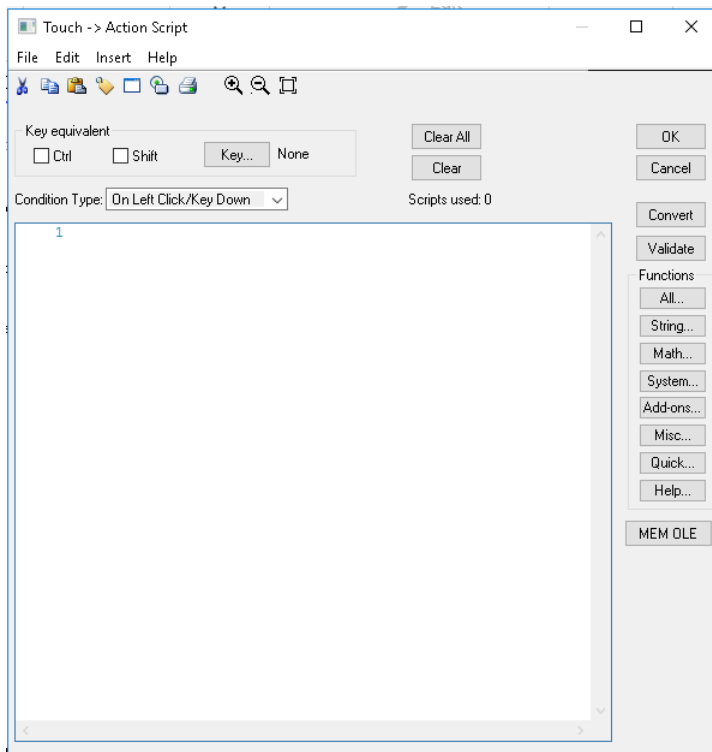 Touch -> Action Script
File Edit Insert Help
Key equivalent
Ctrl Shift Key... None
Clear All
Clear
OK
Cancel
Condition Type: On Left Click/Key Down
Scripts used: 0
Convert
Validate
1
Functions
All...
String...
Math...
System...
Add-ons...
Misc...
Quick...
Help...
MEM OLE